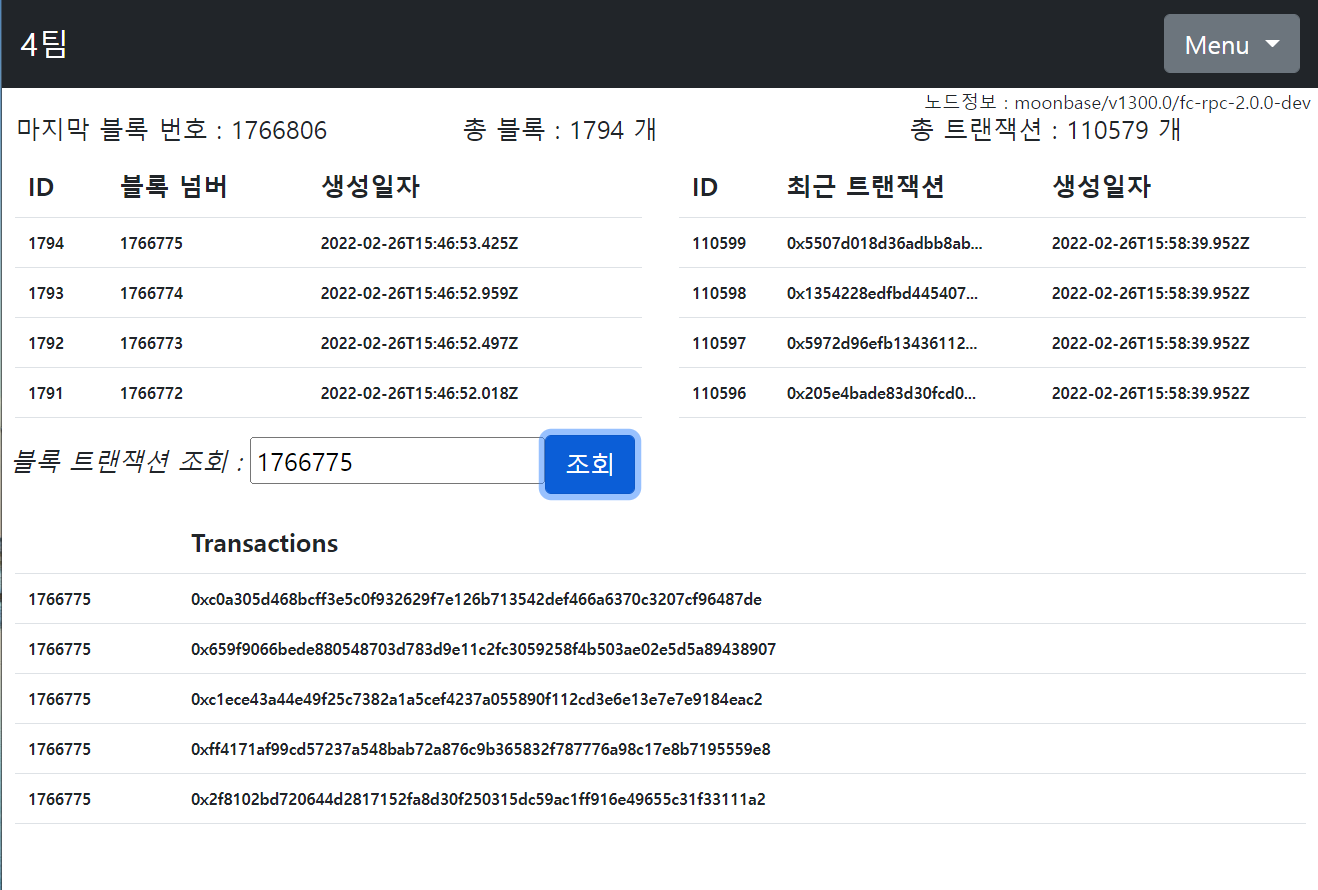 4팀
Menu
노드정보 : moonbase/v1300.0/fc-rpc-2.0.0-dev
마지막 블록 번호 : 1766806 총 블록 : 1794 개 총 트랜잭션 : 110579 개
ID 블록 넘버 생성일자
1794 1766775 2022-02-26T15:46:53.425Z
1793 1766774 2022-02-26T15:46:52.959Z
1792 1766773 2022-02-26T15:46:52.497Z
1791 1766772 2022-02-26T15:46:52.018Z
ID 최근 트랜잭션 생성일자
110599 0x5507d018d36adbb8ab... 2022-02-26T15:58:39.952Z
110598 0x1354228edfbd445407... 2022-02-26T15:58:39.952Z
110597 0x5972d96efb13436112... 2022-02-26T15:58:39.952Z
110596 0x205e4bade83d30fcd0... 2022-02-26T15:58:39.952Z
블록 트랜잭션 조회 : 1766775 조회
Transactions
1766775 0xc0a305d468bcff3e5c0f932629f7e126b713542def466a6370c3207cf96487de
1766775 0x659f9066bede880548703d783d9e11c2fc3059258f4b503ae02e5d5a89438907
1766775 0xc1ece43a44e49f25c7382a1a5cef4237a055890f112cd3e6e13e7e7e9184eac2
1766775 0xff4171af99cd57237a548bab72a876c9b365832f787776a98c17e8b7195559e8
1766775 0x2f8102bd720644d2817152fa8d30f250315dc59ac1ff916e49655c31f33111a2